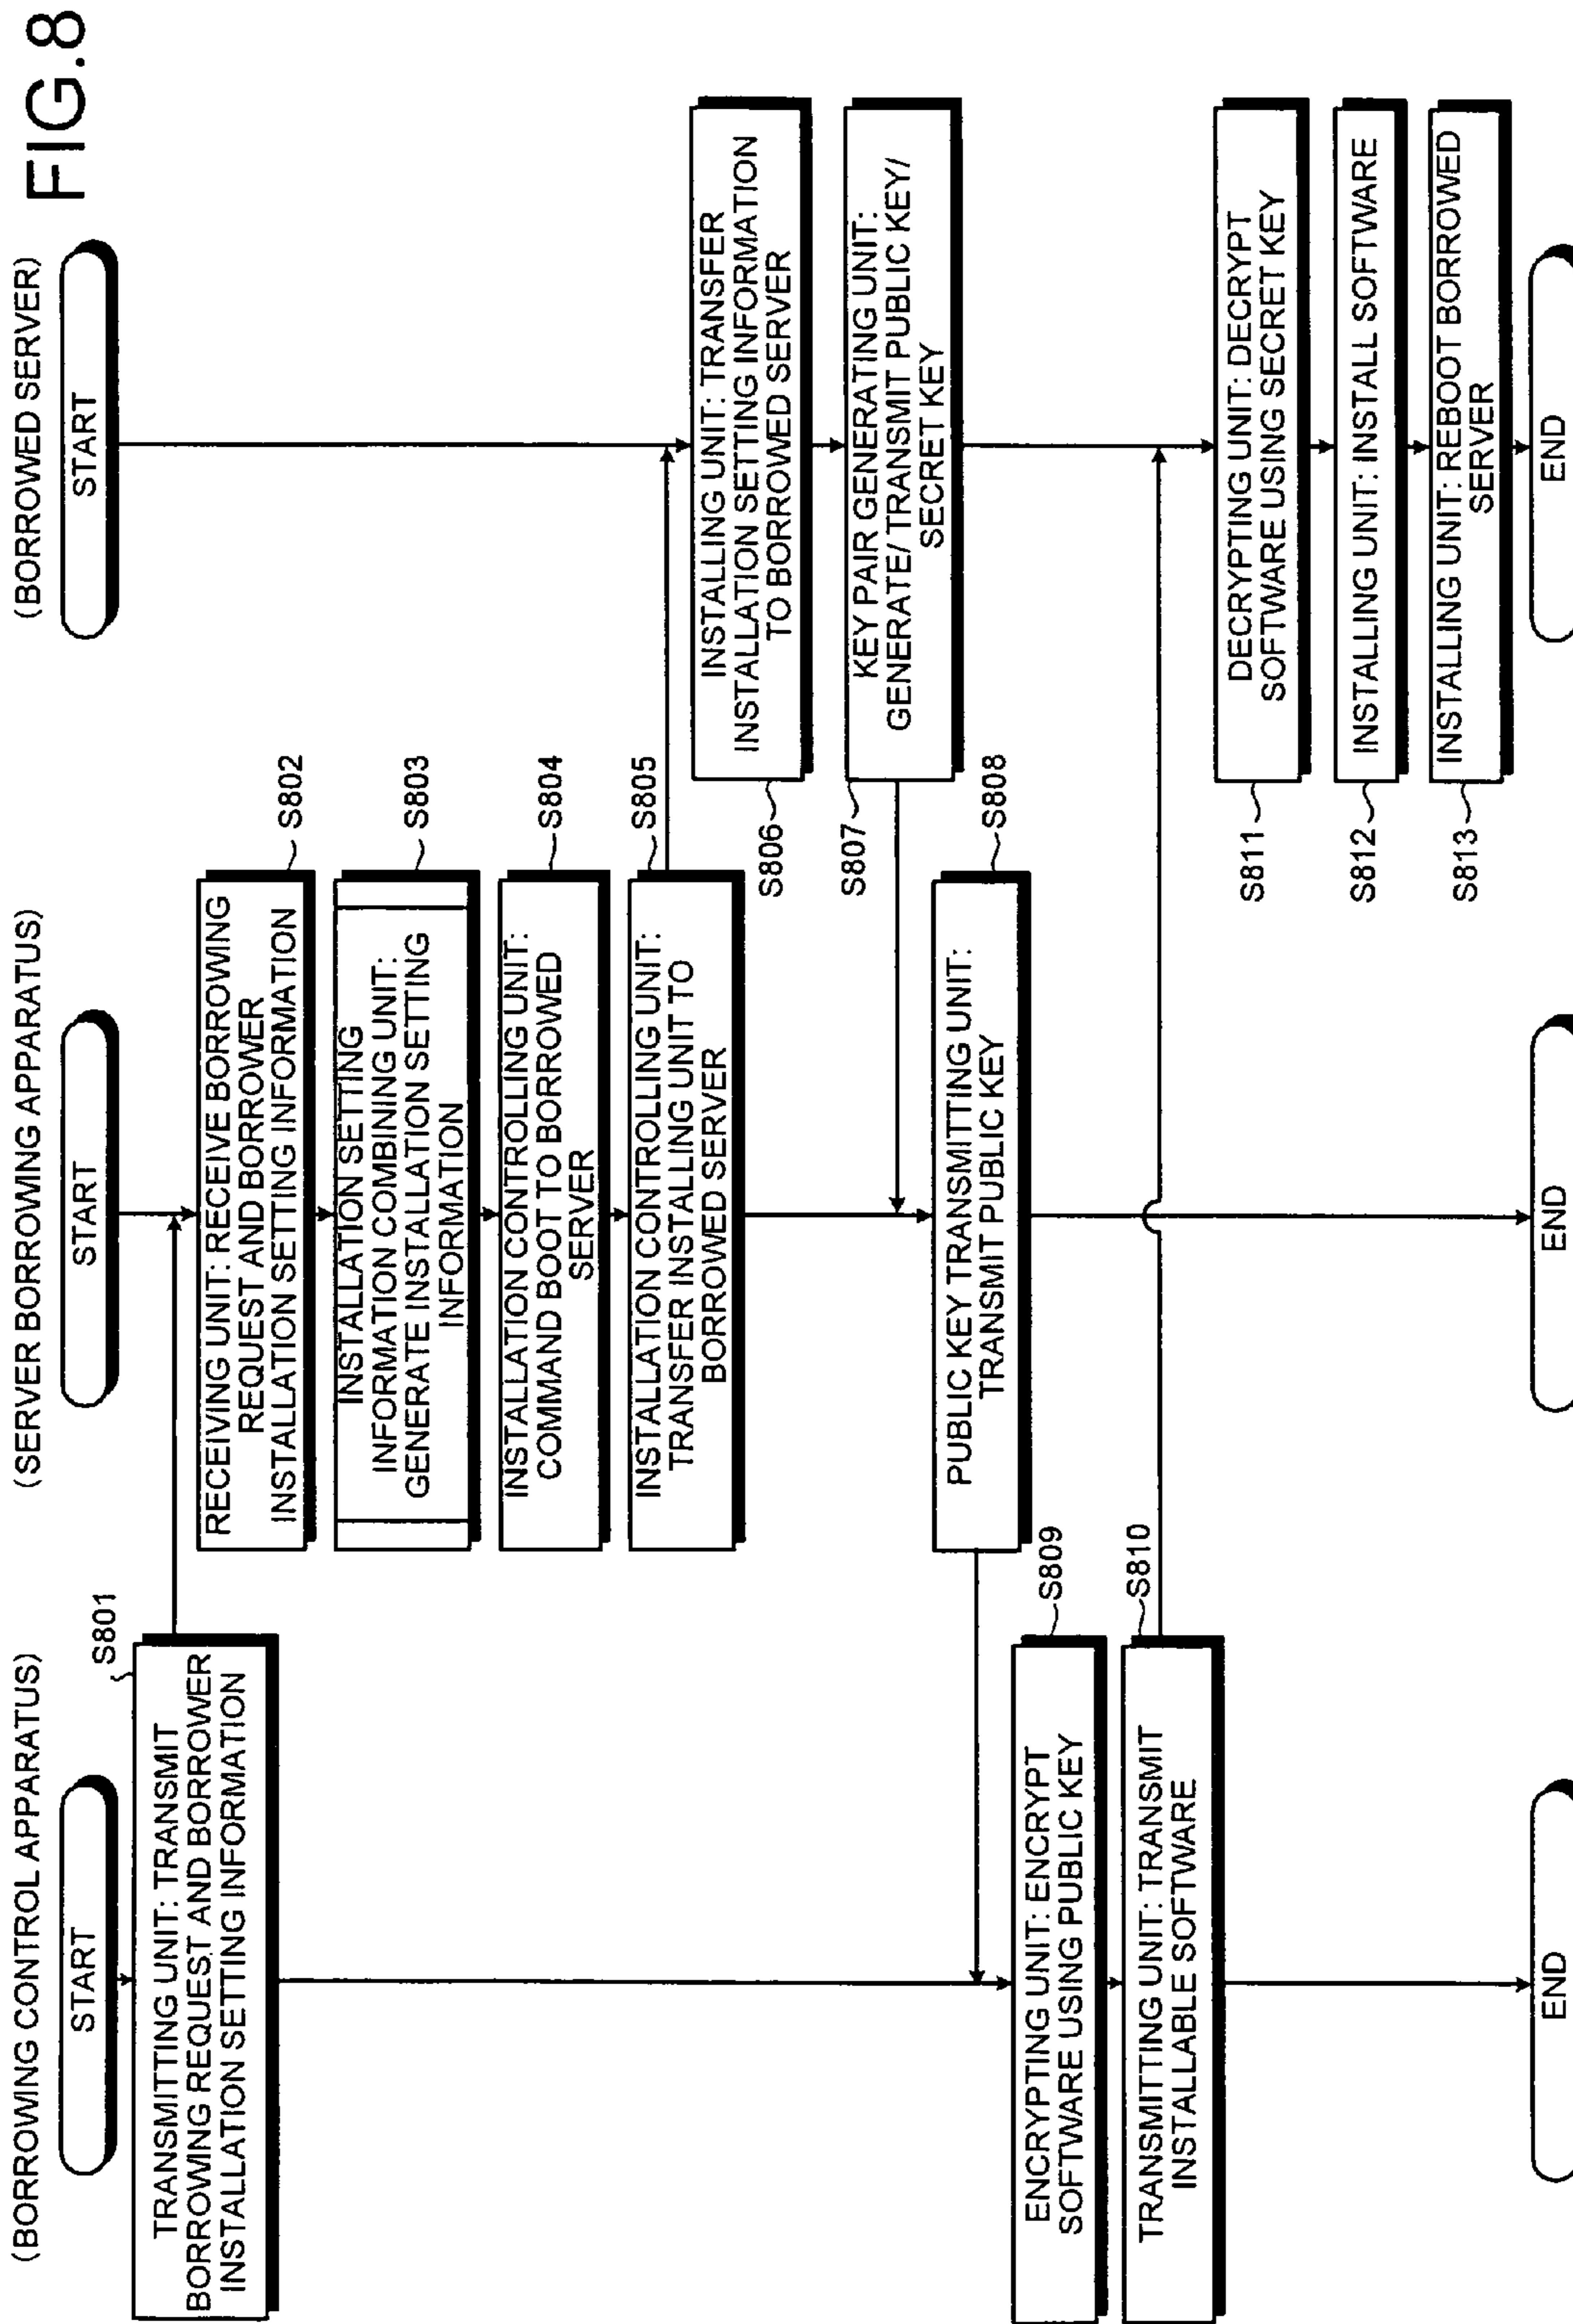 FIG.8
(BORROWING CONTROL APPARATUS)
START
S801
TRANSMITTING UNIT: TRANSMIT
BORROWING REQUEST AND BORROWER
INSTALLATION SETTING INFORMATION
ENCRYPTING UNIT: ENCRYPT
SOFTWARE USING PUBLIC KEY
S809
TRANSMITTING UNIT: TRANSMIT
INSTALLABLE SOFTWARE
S810
END
(SERVER BORROWING APPARATUS)
START
RECEIVING UNIT: RECEIVE BORROWING
REQUEST AND BORROWER
INSTALLATION SETTING INFORMATION
S802
INSTALLATION SETTING
INFORMATION COMBINING UNIT:
GENERATE INSTALLATION SETTING
INFORMATION
S803
INSTALLATION CONTROLLING UNIT:
COMMAND BOOT TO BORROWED
SERVER
S804
INSTALLATION CONTROLLING UNIT:
TRANSFER INSTALLING UNIT TO
BORROWED SERVER
S805
PUBLIC KEY TRANSMITTING UNIT:
TRANSMIT PUBLIC KEY
S808
END
(BORROWED SERVER)
START
INSTALLING UNIT: TRANSFER
INSTALLATION SETTING INFORMATION
TO BORROWED SERVER
S806
KEY PAIR GENERATING UNIT:
GENERATE/ TRANSMIT PUBLIC KEY/
SECRET KEY
S807
DECRYPTING UNIT: DECRYPT
SOFTWARE USING SECRET KEY
S811
INSTALLING UNIT: INSTALL SOFTWARE
S812
INSTALLING UNIT: REBOOT BORROWED
SERVER
S813
END